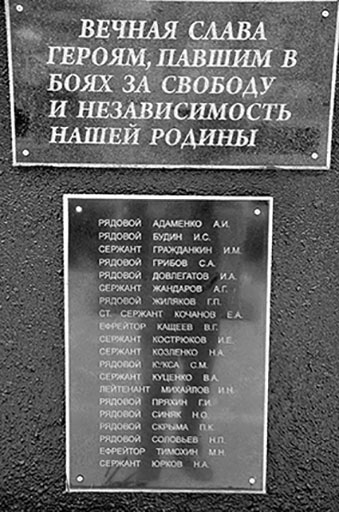 ВЕЧНАЯ СЛАВА
ГЕРОЯМ, ПАВШИМ В
БОЯХ ЗА СВОБОДУ
И НЕЗАВИСИМОСТЬ
НАШЕЙ РОДИНЫ
РЯДОВОЙ АДАМЕНКО А.И.
РЯДОВОЙ БУДИН И.С.
СЕРЖАНТ ГРАЖДАНКИН И.М.
РЯДОВОЙ ГРИБОВ С.А.
РЯДОВОЙ ДОВЛЕГАТОВ И.А.
СЕРЖАНТ ЖАНДАРОВ А.Г.
РЯДОВОЙ ЖИЛЯКОВ Г.П.
СТ. СЕРЖАНТ КОЧАНОВ Е.А.
ЕФРЕЙТОР КАЩЕЕВ В.Г.
СЕРЖАНТ КОСТРЮКОВ И.Е.
СЕРЖАНТ КОЗЛЕНКО Н.А.
РЯДОВОЙ С.М.
СЕРЖАНТ КУЦЕНКО В.А.
ЛЕЙТЕНАНТ МИХАЙЛОВ И.Н.
РЯДОВОЙ ПРЯХИН Г.И.
РЯДОВОЙ СИНЯК Н.О.
РЯДОВОЙ СКРЫМА П.К.
РЯДОВОЙ СОЛОВЬЕВ Н.П.
ЕФРЕЙТОР ТИМОХИН М.Н.
СЕРЖАНТ ЮРКОВ Н.А.